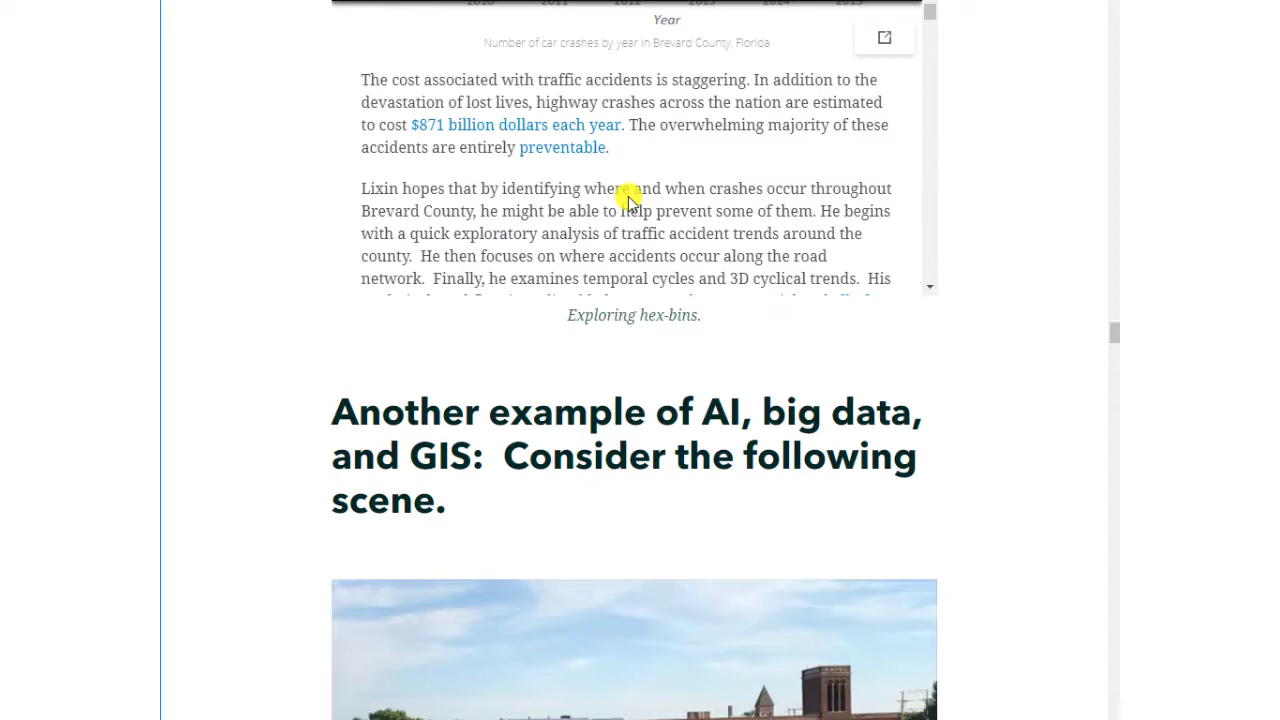 Year
Number of car crashes by year in Brevard County, Florida
The cost associated with traffic accidents is staggering. In addition to the
devastation of lost lives, highway crashes across the nation are estimated
to cost $871 billion dollars each year. The overwhelming majority of these
accidents are entirely preventable.
Lixin hopes that by identifying where and when crashes occur throughout
Brevard County, he might be able to help prevent some of them. He begins
with a quick exploratory analysis of traffic accident trends around the
county. He then focuses on where accidents occur along the road
network. Finally, he examines temporal cycles and 3D cyclical trends. His
Exploring hex-bins.
Another example of AI, big data,
and GIS: Consider the following
scene.